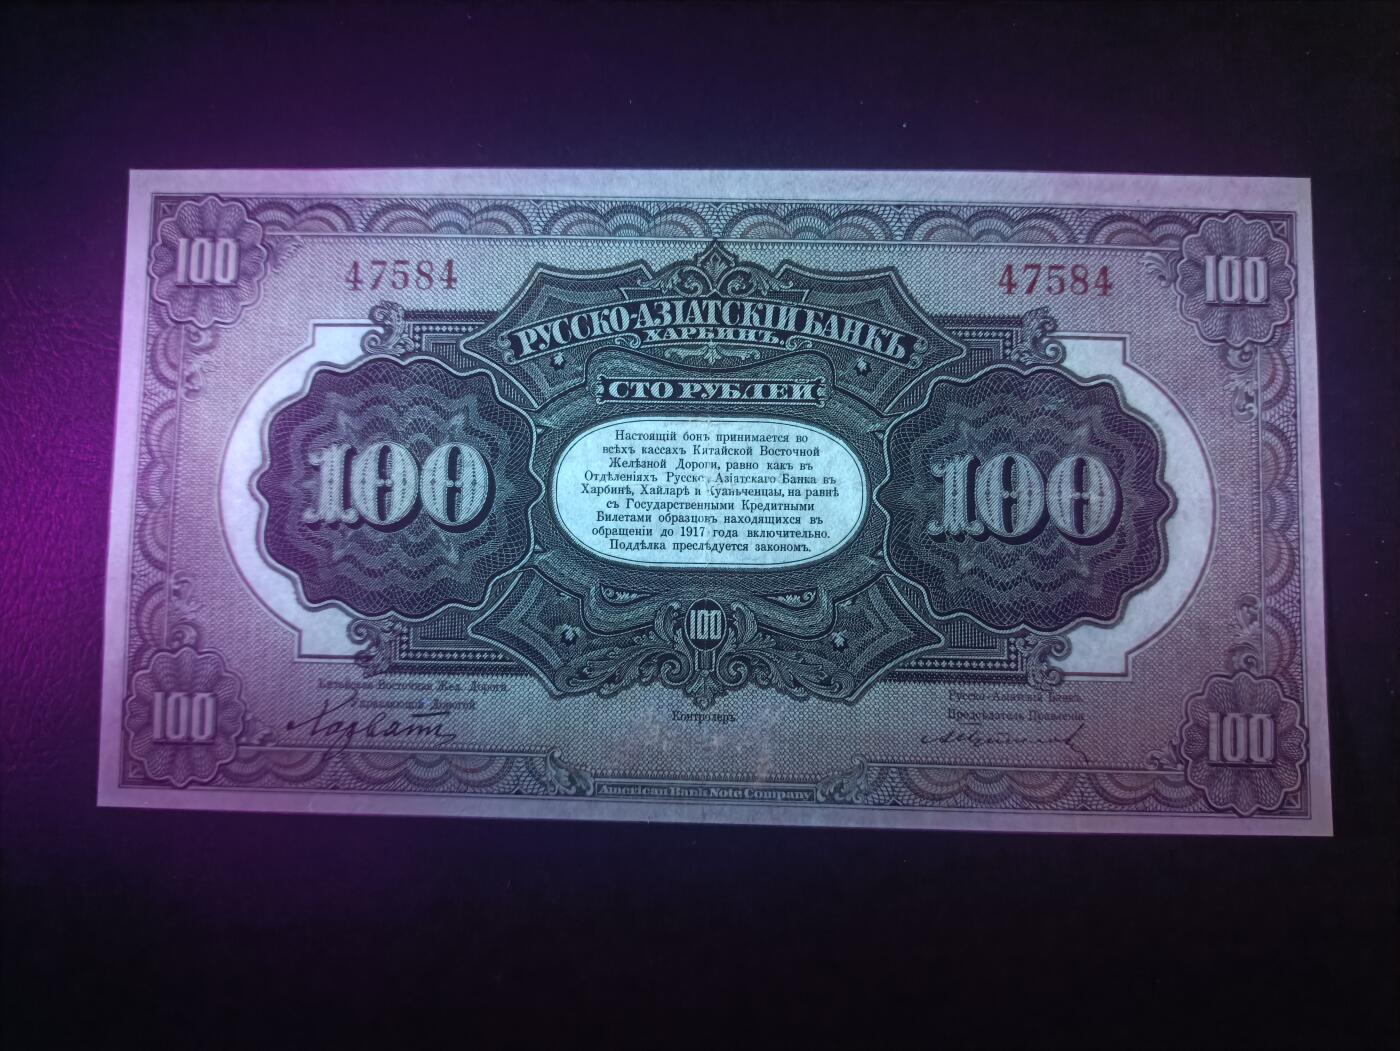 100
100
47584
47584
РУССКО-АЗІАТСКІЙ БАНКЪ
ХАРБИНЪ.
СТО РУБЛЕЙ
100
100
Настоящій бонъ принимается во
всѣхъ кассахъ Китайской Восточной
Желѣзной Дороги, равно какъ въ
Отдѣленіяхъ Русско-Азіатскаго Банка въ
Харбинѣ, Хайларѣ и Куаньченцзы, на равнѣ
съ Государственными Кредитными
Билетами образцовъ находящихся въ
обращеніи до 1917 года включительно.
Поддѣлка преслѣдуется закономъ.
100
Китайская Восточная Жел. Дорога.
Управляющій Дорогой
Хорватъ
Контролеръ
Русско-Азіатскій Банкъ.
Предсѣдатель Правленія
100
100
American Bank Note Company